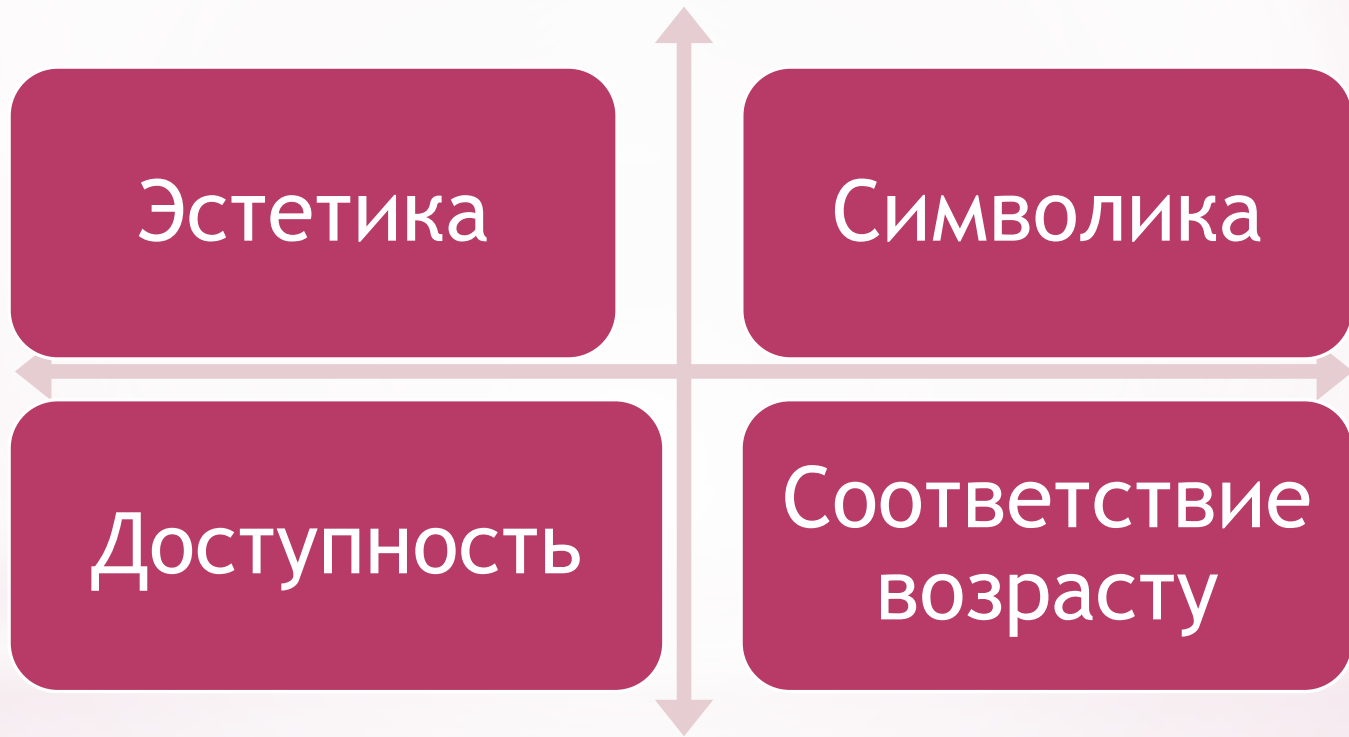 Эстетика
Символика
Доступность
Соответствие
возрасту